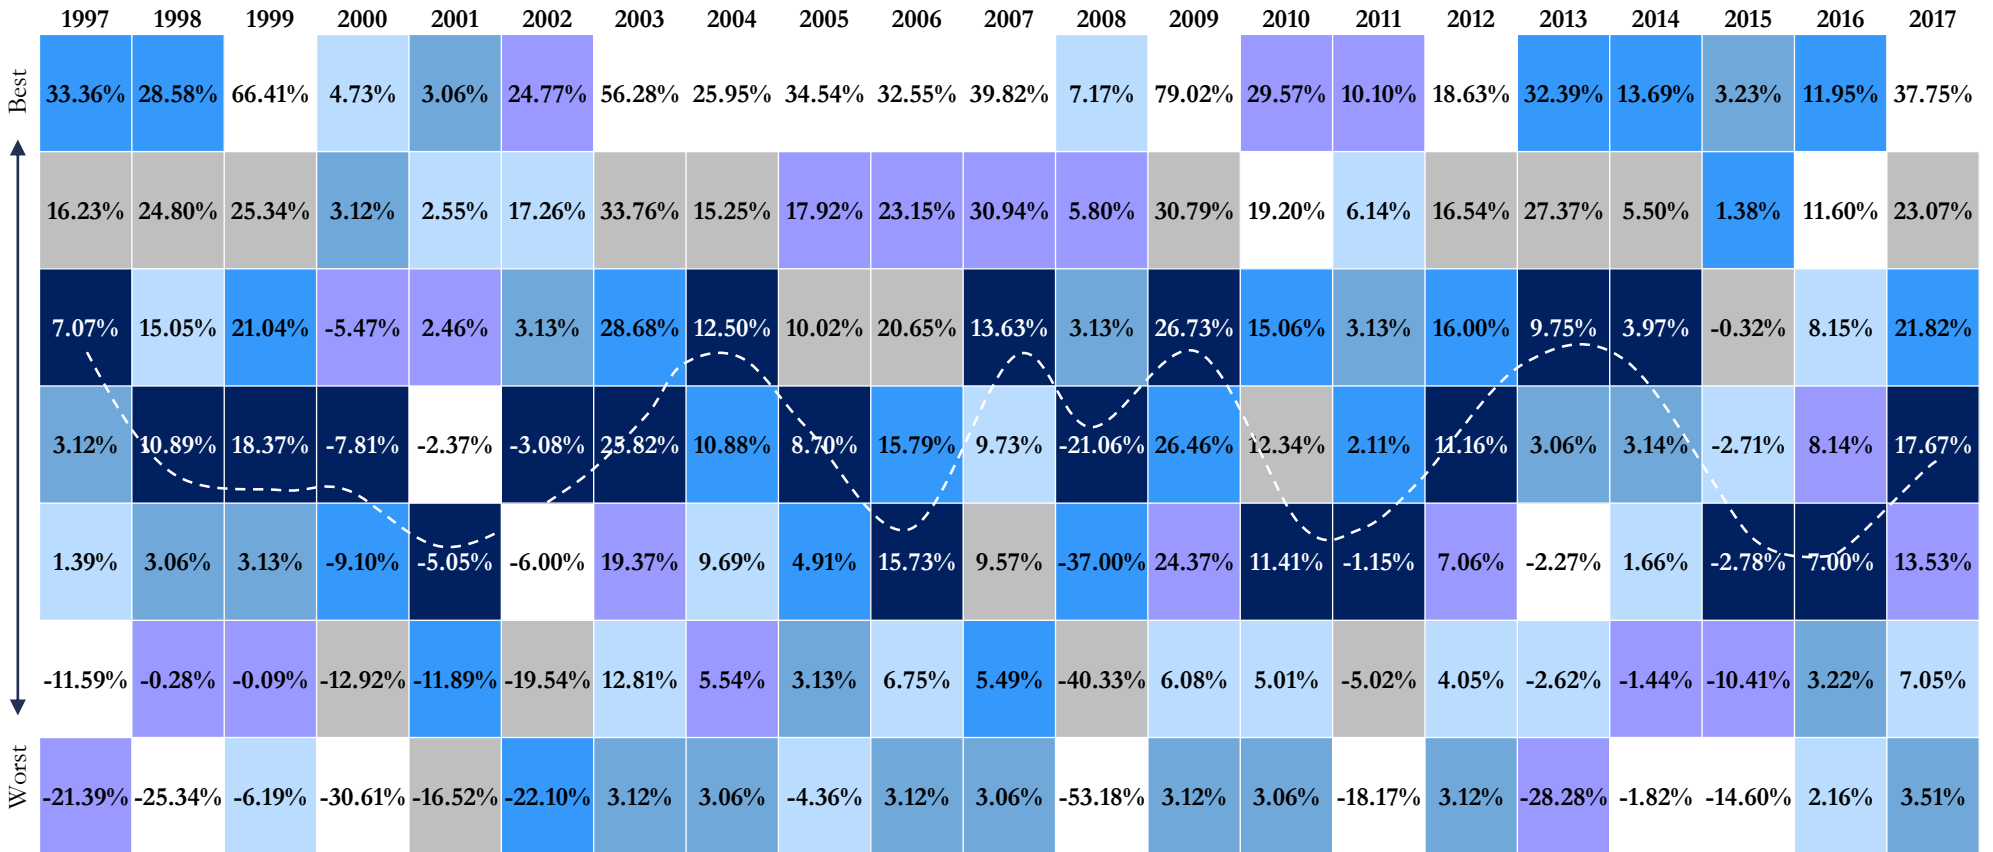 1997 1998 1999 2000 2001 2002 2003 2004 2005 2006 2007 2008 2009 2010 2011 2012 2013 2014 2015 2016 2017
Best
33.36% 28.58% 66.41% 4.73% 3.06% 24.77% 56.28% 25.95% 34.54% 32.55% 39.82% 7.17% 79.02% 29.57% 10.10% 18.63% 32.39% 13.69% 3.23% 11.95% 37.75%
16.23% 24.80% 25.34% 3.12% 2.55% 17.26% 33.76% 15.25% 17.92% 23.15% 30.94% 5.80% 30.79% 19.20% 6.14% 16.54% 27.37% 5.50% 1.38% 11.60% 23.07%
7.07% 15.05% 21.04% -5.47% 2.46% 3.13% 28.68% 12.50% 10.02% 20.65% 13.63% 3.13% 26.73% 15.06% 3.13% 16.00% 9.75% 3.97% -0.32% 8.15% 21.82%
3.12% 10.89% 18.37% -7.81% -2.37% -3.08% 25.82% 10.88% 8.70% 15.79% 9.73% -21.06% 26.46% 12.34% 2.11% 11.16% 3.06% 3.14% -2.71% 8.14% 17.67%
1.39% 3.06% 3.13% -9.10% -5.05% -6.00% 19.37% 9.69% 4.91% 15.73% 9.57% -37.00% 24.37% 11.41% -1.15% 7.06% -2.27% 1.66% -2.78% 7.00% 13.53%
-11.59% -0.28% -0.09% -12.92% -11.89% -19.54% 12.81% 5.54% 3.13% 6.75% 5.49% -40.33% 6.08% 5.01% -5.02% 4.05% -2.62% -1.44% -10.41% 3.22% 7.05%
Worst
-21.39% -25.34% -6.19% -30.61% -16.52% -22.10% 3.12% 3.06% -4.36% 3.12% 3.06% -53.18% 3.12% 3.06% -18.17% 3.12% -28.28% -1.82% -14.60% 2.16% 3.51%